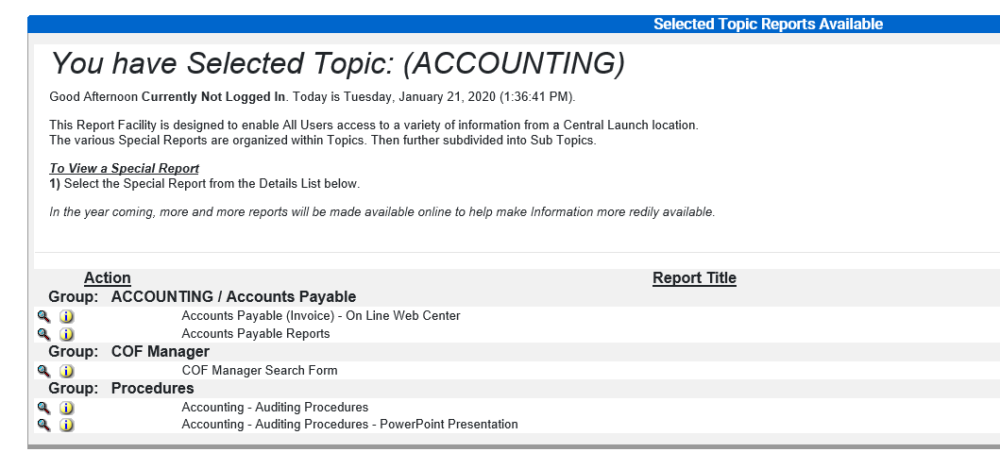 Selected Topic Reports Available
You have Selected Topic: (ACCOUNTING)
Good Afternoon Currently Not Logged In. Today is Tuesday, January 21, 2020 (1:36:41 PM).
This Report Facility is designed to enable All Users access to a variety of information from a Central Launch location.
The various Special Reports are organized within Topics. Then further subdivided into Sub Topics.
To View a Special Report
1) Select the Special Report from the Details List below.
In the year coming, more and more reports will be made available online to help make Information more redily available.
Action Report Title
Group: ACCOUNTING / Accounts Payable
Accounts Payable (Invoice) - On Line Web Center
Accounts Payable Reports
Group: COF Manager
COF Manager Search Form
Group: Procedures
Accounting - Auditing Procedures
Accounting - Auditing Procedures - PowerPoint Presentation